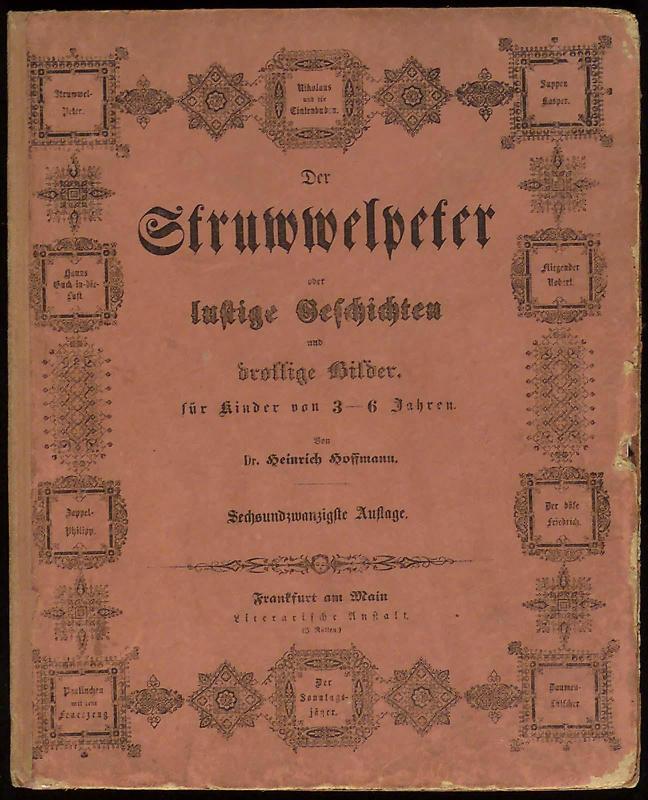 Struwwel-
Peter.
Nikolaus
und die
Tintenbuben.
Suppen
Kasper.
Der
Struwwelpeter
oder
lustige Geschichten
und
drollige Bilder.
für Kinder von 3–6 Jahren.
Von
Dr. Heinrich Hoffmann.
Sechsundzwanzigste Auflage.
Frankfurt am Main
Literarische Anstalt.
(J. Rütten.)
Hanns
Guck-in-die-
Luft.
Fliegender
Robert.
Zappel-
Philipp.
Der böse
Friedrich.
Paulinchen
mit dem
Feuerzeug
Der
Sonntags-
jäger.
Daumen-
Lutscher